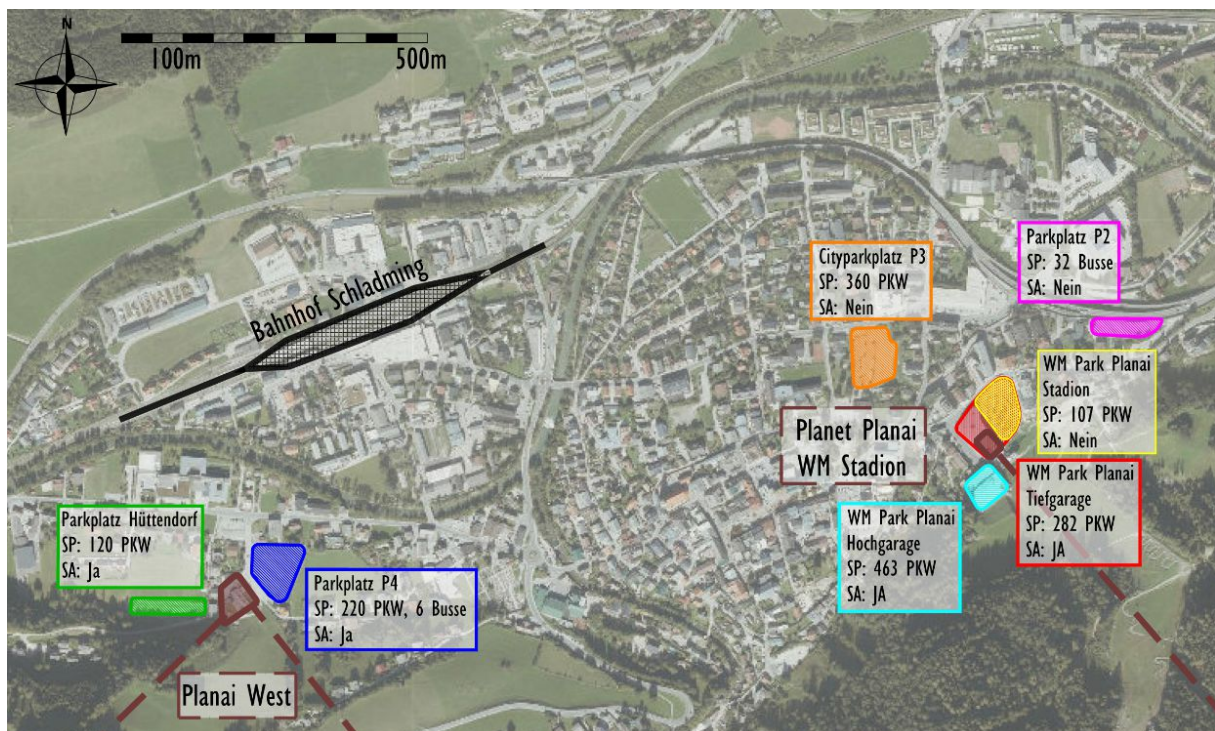 N
100m
500m
Bahnhof Schladming
Cityparkplatz P3
SP: 360 PKW
SA: Nein
Parkplatz P2
SP: 32 Busse
SA: Nein
WM Park Planai
Stadion
SP: 107 PKW
SA: Nein
Planet Planai
WM Stadion
WM Park Planai
Tiefgarage
SP: 282 PKW
SA: JA
WM Park Planai
Hochgarage
SP: 463 PKW
SA: JA
Parkplatz Hüttendorf
SP: 120 PKW
SA: Ja
Parkplatz P4
SP: 220 PKW, 6 Busse
SA: Ja
Planai West